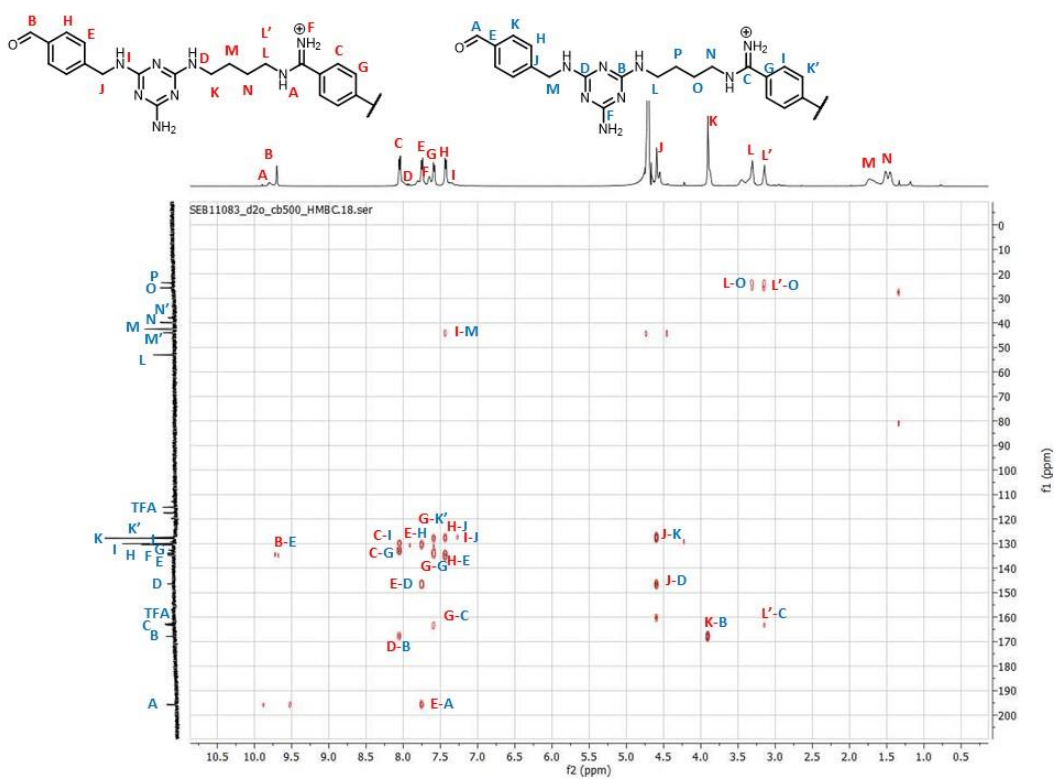 B H E I J
O
NH N N N NH₂
D NH K M N L L' H N A
⊕ F NH₂ C G
A K E H J M
O
NH D N N N F NH₂
B NH L P O N N H
⊕ NH₂ C G I K'
A B C D E F G H I J K L L' M N
SEB11083_d2o_cb500_HMBC.18.ser
P
O
N'
N
M
M'
L
TFA
K'
K
I
I
H
F
G
E
D
TFA
C
B
A
L-O L'-O
I-M
G-K' H-J
C-I E-H I-J J-K
B-E
C-G
G-G H-E
E-D J-D
G-C K-B L'-C
D-B
E-A
0
10
20
30
40
50
60
70
80
90
100
110
120
130
140
150
160
170
180
190
200
f1 (ppm)
10.5 10.0 9.5 9.0 8.5 8.0 7.5 7.0 6.5 6.0 5.5 5.0 4.5 4.0 3.5 3.0 2.5 2.0 1.5 1.0 0.5
f2 (ppm)